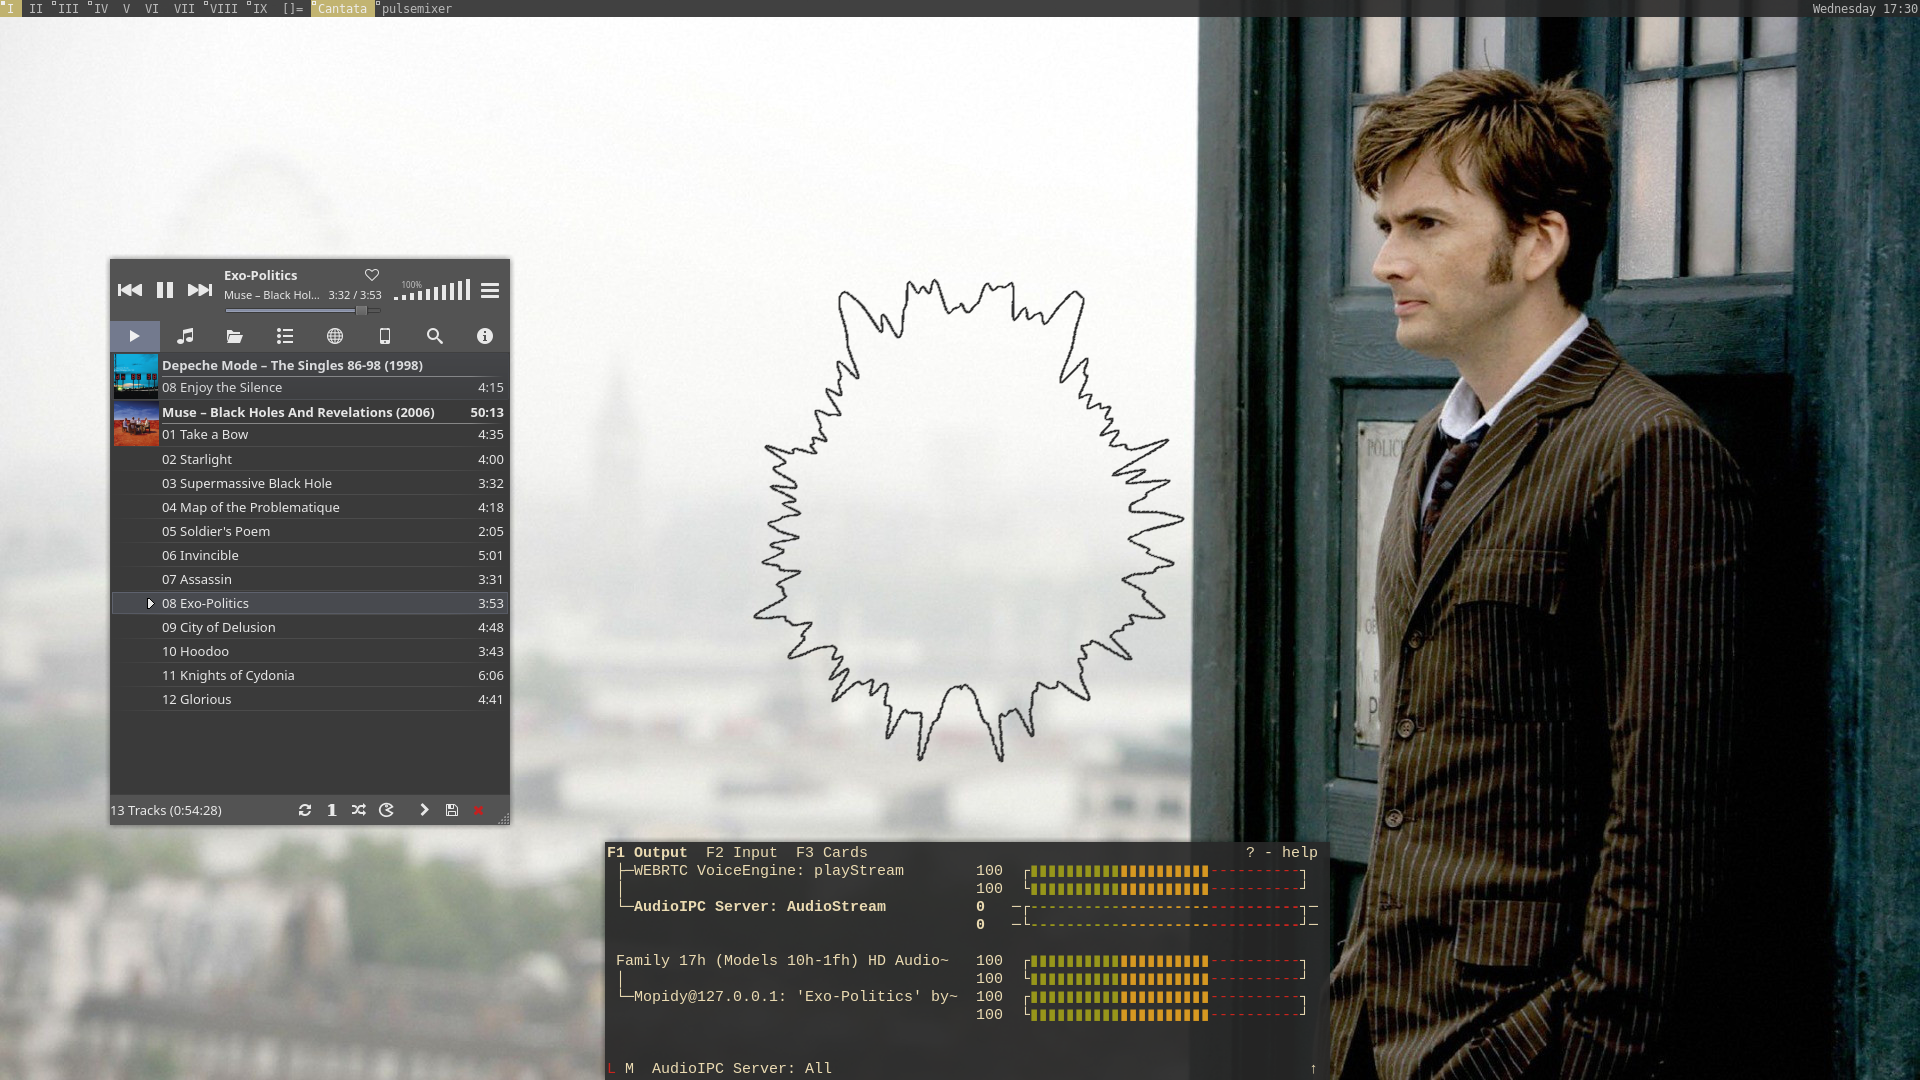 I II III IV V VI VII VIII IX []= Cantata pulsemixer Wednesday 17:30
Exo-Politics
Muse – Black Hol... 3:32 / 3:53
100%
Depeche Mode – The Singles 86-98 (1998)
08 Enjoy the Silence 4:15
Muse – Black Holes And Revelations (2006) 50:13
01 Take a Bow 4:35
02 Starlight 4:00
03 Supermassive Black Hole 3:32
04 Map of the Problematique 4:18
05 Soldier's Poem 2:05
06 Invincible 5:01
07 Assassin 3:31
08 Exo-Politics 3:53
09 City of Delusion 4:48
10 Hoodoo 3:43
11 Knights of Cydonia 6:06
12 Glorious 4:41
13 Tracks (0:54:28) 1
POLIC
F1 Output F2 Input F3 Cards ? - help
WEBRTC VoiceEngine: playStream 100
100
AudioIPC Server: AudioStream 0
0
Family 17h (Models 10h-1fh) HD Audio~ 100
100
Mopidy@127.0.0.1: 'Exo-Politics' by~ 100
100
L M AudioIPC Server: All ↑